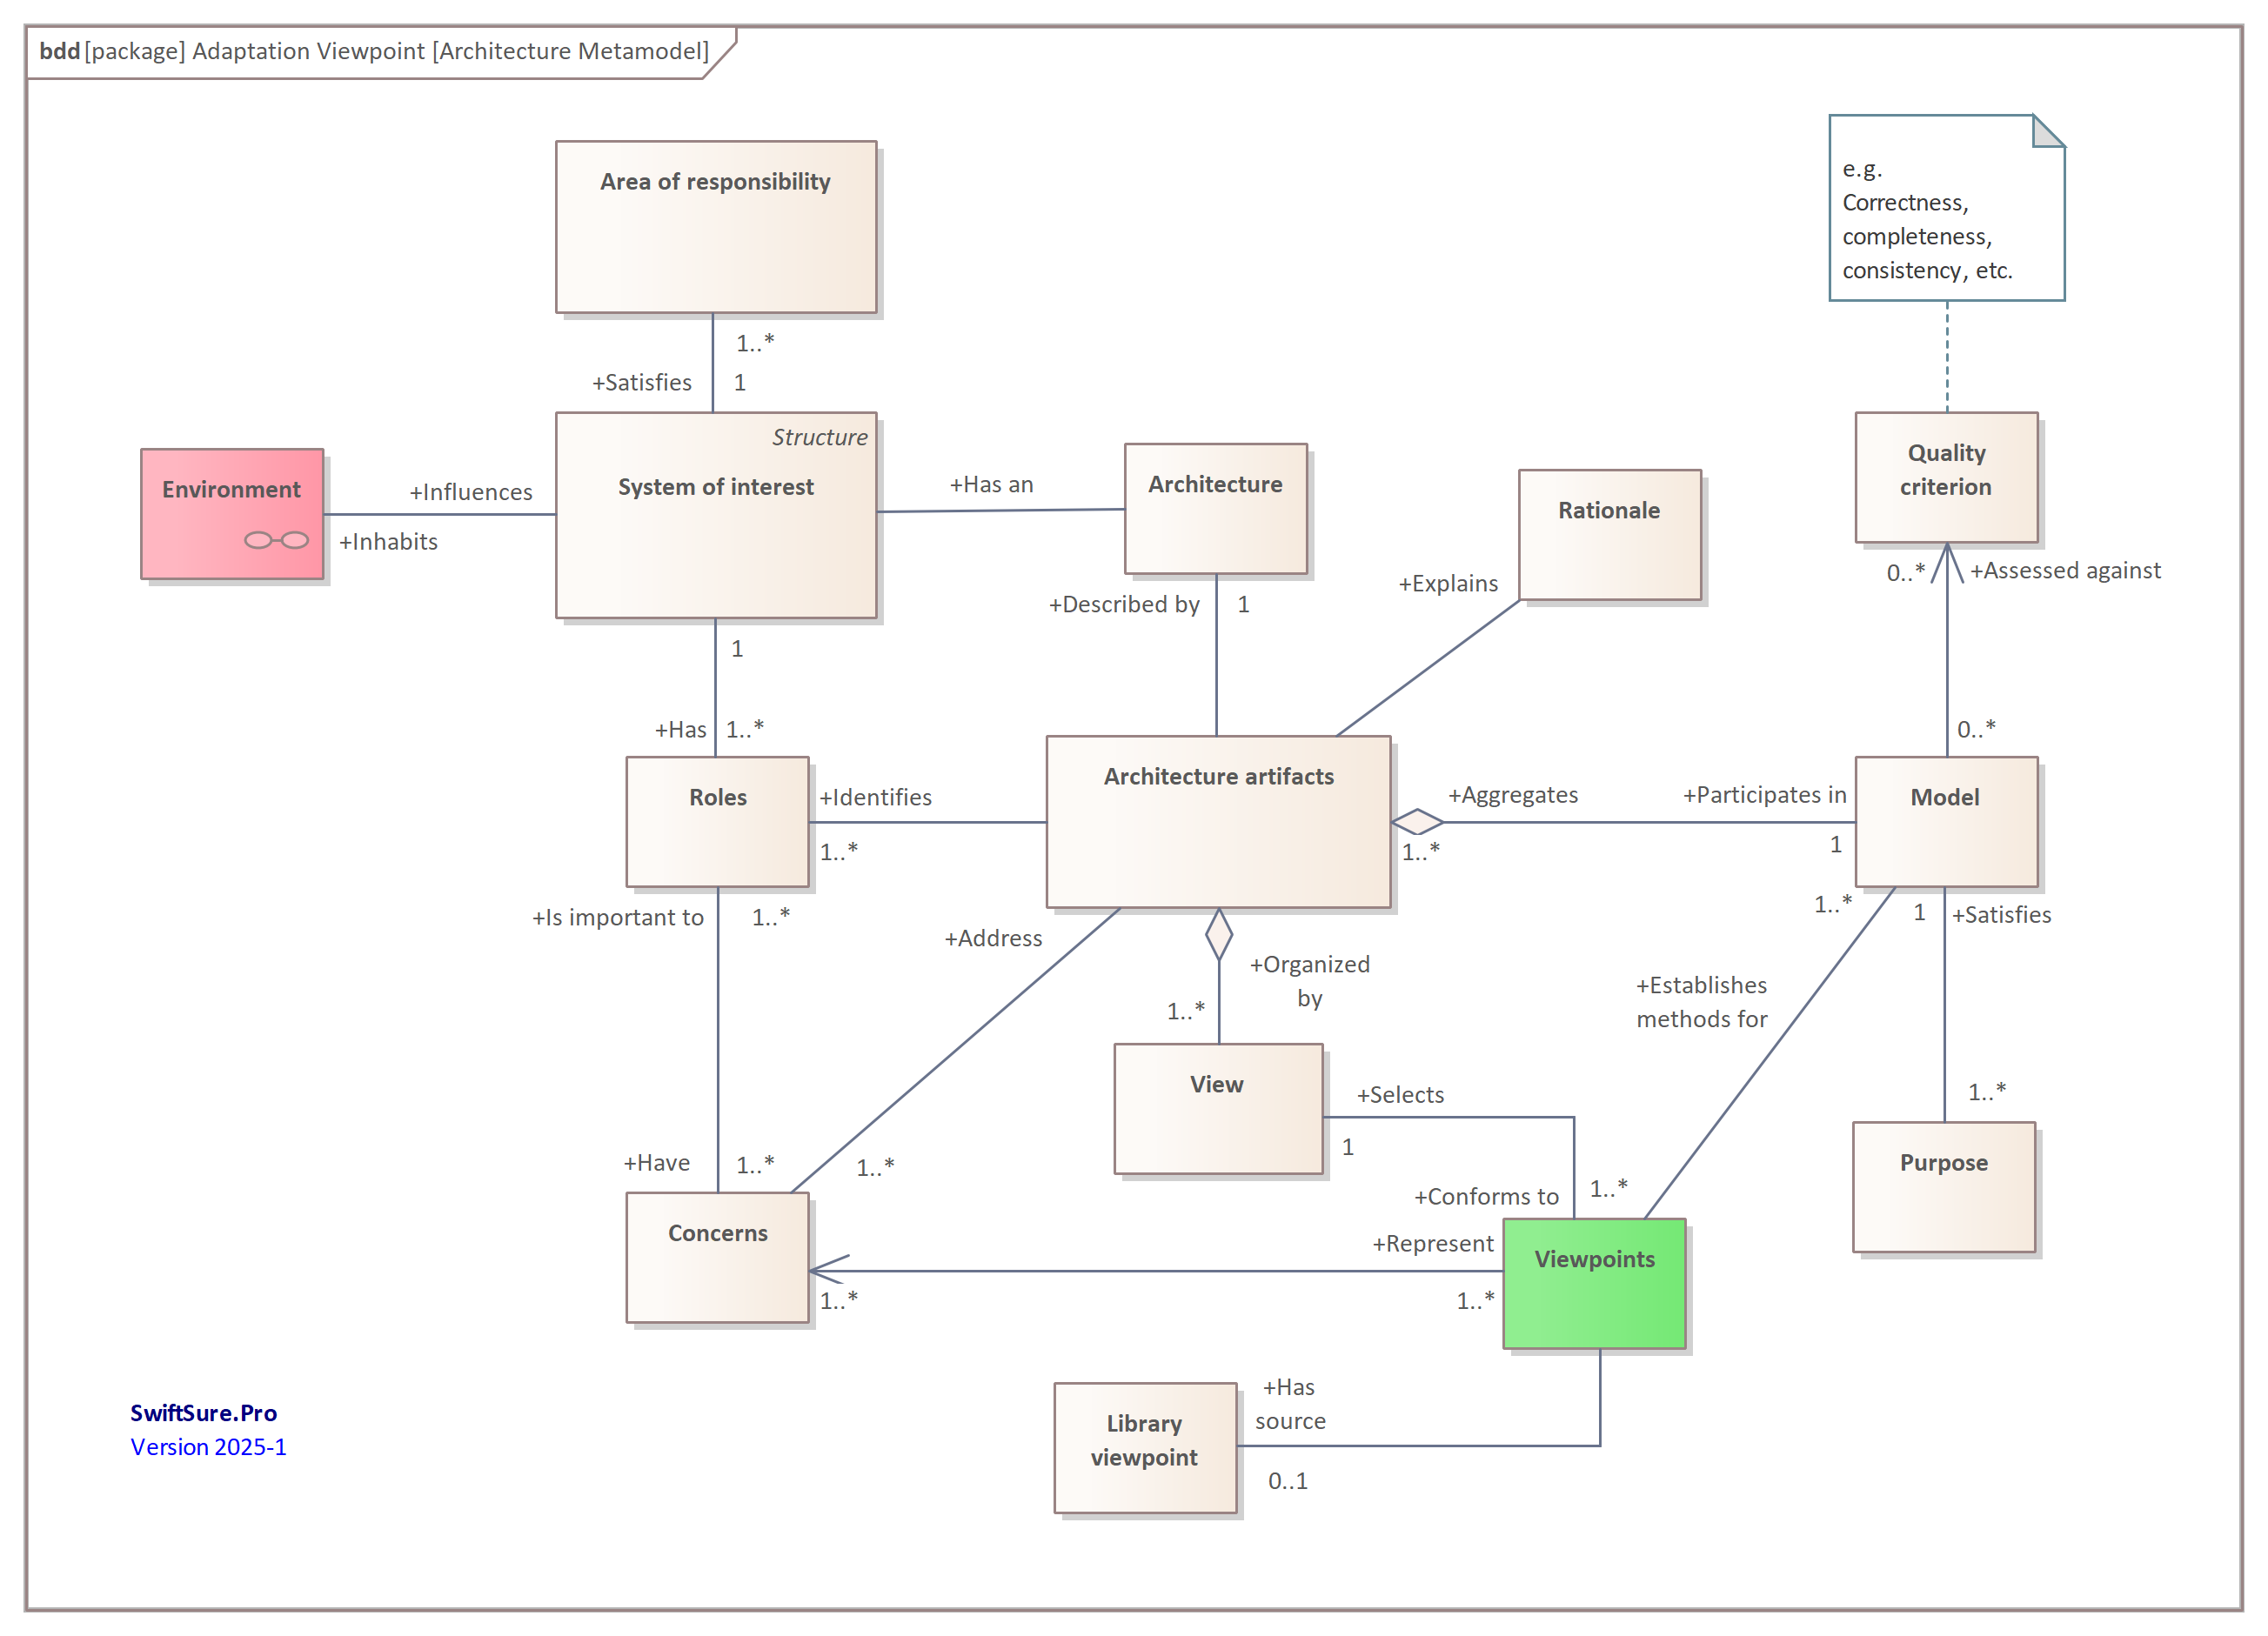 bdd [package] Adaptation Viewpoint [Architecture Metamodel]
Area of responsibility
e.g.
Correctness,
completeness,
consistency, etc.
1..*
+Satisfies
1
Structure
System of interest
Environment
+Influences
+Inhabits
+Has an
Architecture
Rationale
Quality
criterion
+Described by
1
+Explains
0..*
+Assessed against
1
+Has
1..*
0..*
Roles
+Identifies
1..*
Architecture artifacts
+Aggregates
1..*
+Participates in
1
Model
+Is important to
1..*
+Address
+Organized
by
1..*
1..*
1
+Satisfies
+Establishes
methods for
View
+Selects
1
1..*
Purpose
+Have
1..*
1..*
+Conforms to
1..*
Concerns
+Represent
1..*
1..*
Viewpoints
+Has
source
0..1
Library
viewpoint
SwiftSure.Pro
Version 2025-1